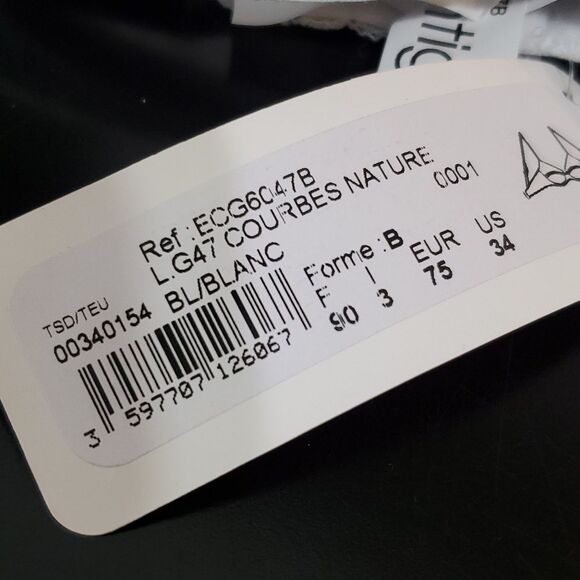 Ref :ECG6047B
L.G47 COURBES NATURE
0001
TSD/TEU
00340154 BL/BLANC
Forme :B
F I EUR US
90 3 75 34
3 597707 126067